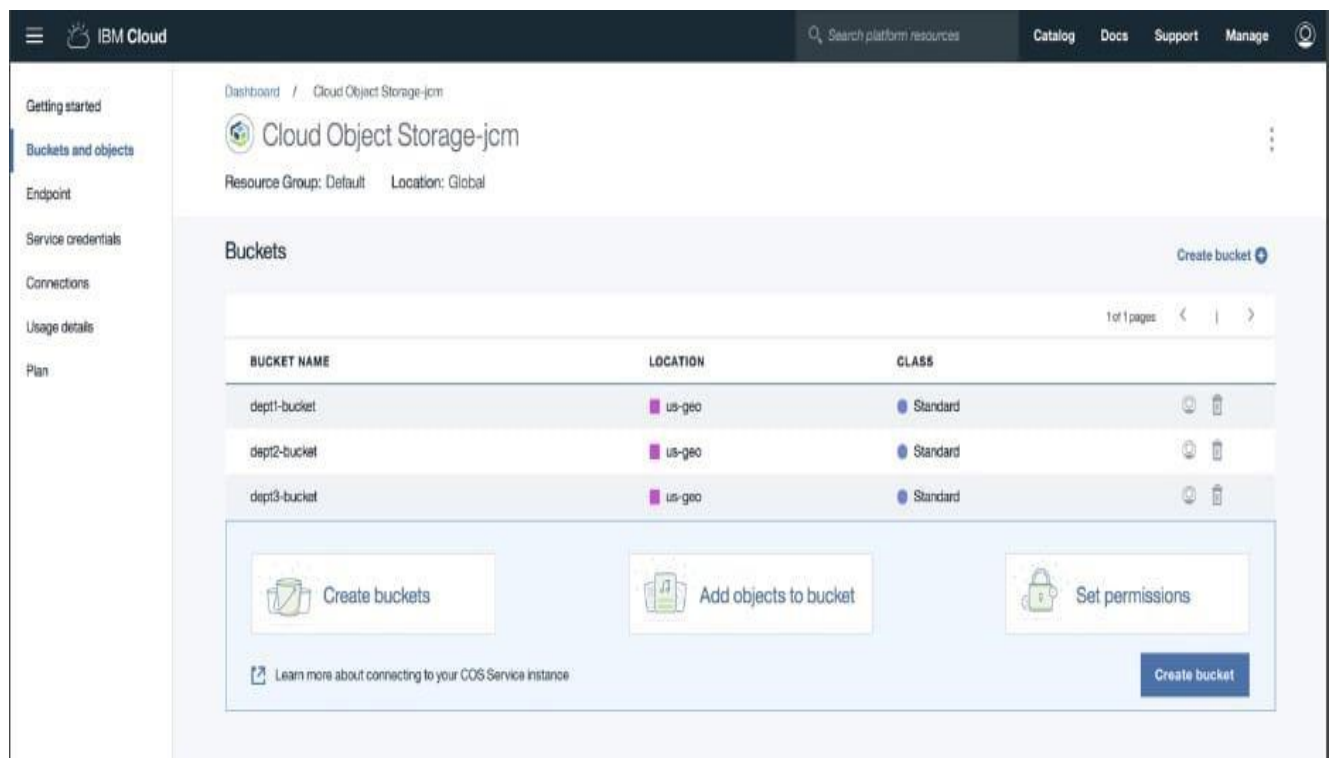 IBM Cloud
Search platform resources
Catalog Docs Support Manage
Getting started
Buckets and objects
Endpoint
Service credentials
Connections
Usage details
Plan
Dashboard / Cloud Object Storage-jcm
Cloud Object Storage-jcm
Resource Group: Default Location: Global
Buckets
Create bucket
1 of 1 pages < | >
BUCKET NAME LOCATION CLASS
dept1-bucket us-geo Standard
dept2-bucket us-geo Standard
dept3-bucket us-geo Standard
Create buckets
Add objects to bucket
Set permissions
Learn more about connecting to your COS Service instance
Create bucket